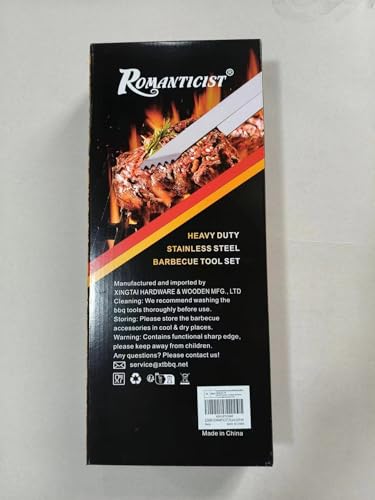 ROMANTICIST®
HEAVY DUTY
STAINLESS STEEL
BARBECUE TOOL SET
Manufactured and imported by
XINGTAI HARDWARE & WOODEN MFG., LTD
Cleaning: We recommend washing the
bbq tools thoroughly before use.
Storing: Please store the barbecue
accessories in cool & dry places.
Warning: Contains functional sharp edge,
please keep away from children.
Any questions? Please contact us!
service@xtbbq.net
Made in China